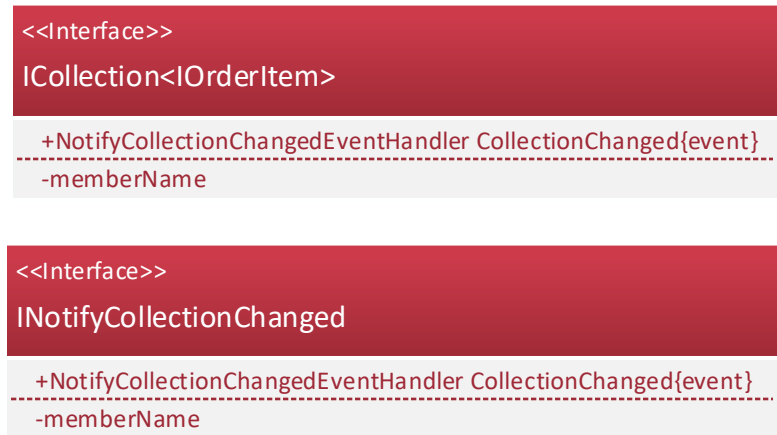 <<Interface>>
ICollection<IOrderItem>
+NotifyCollectionChangedEventHandler CollectionChanged{event}
-memberName
<<Interface>>
INotifyCollectionChanged
+NotifyCollectionChangedEventHandler CollectionChanged{event}
-memberName